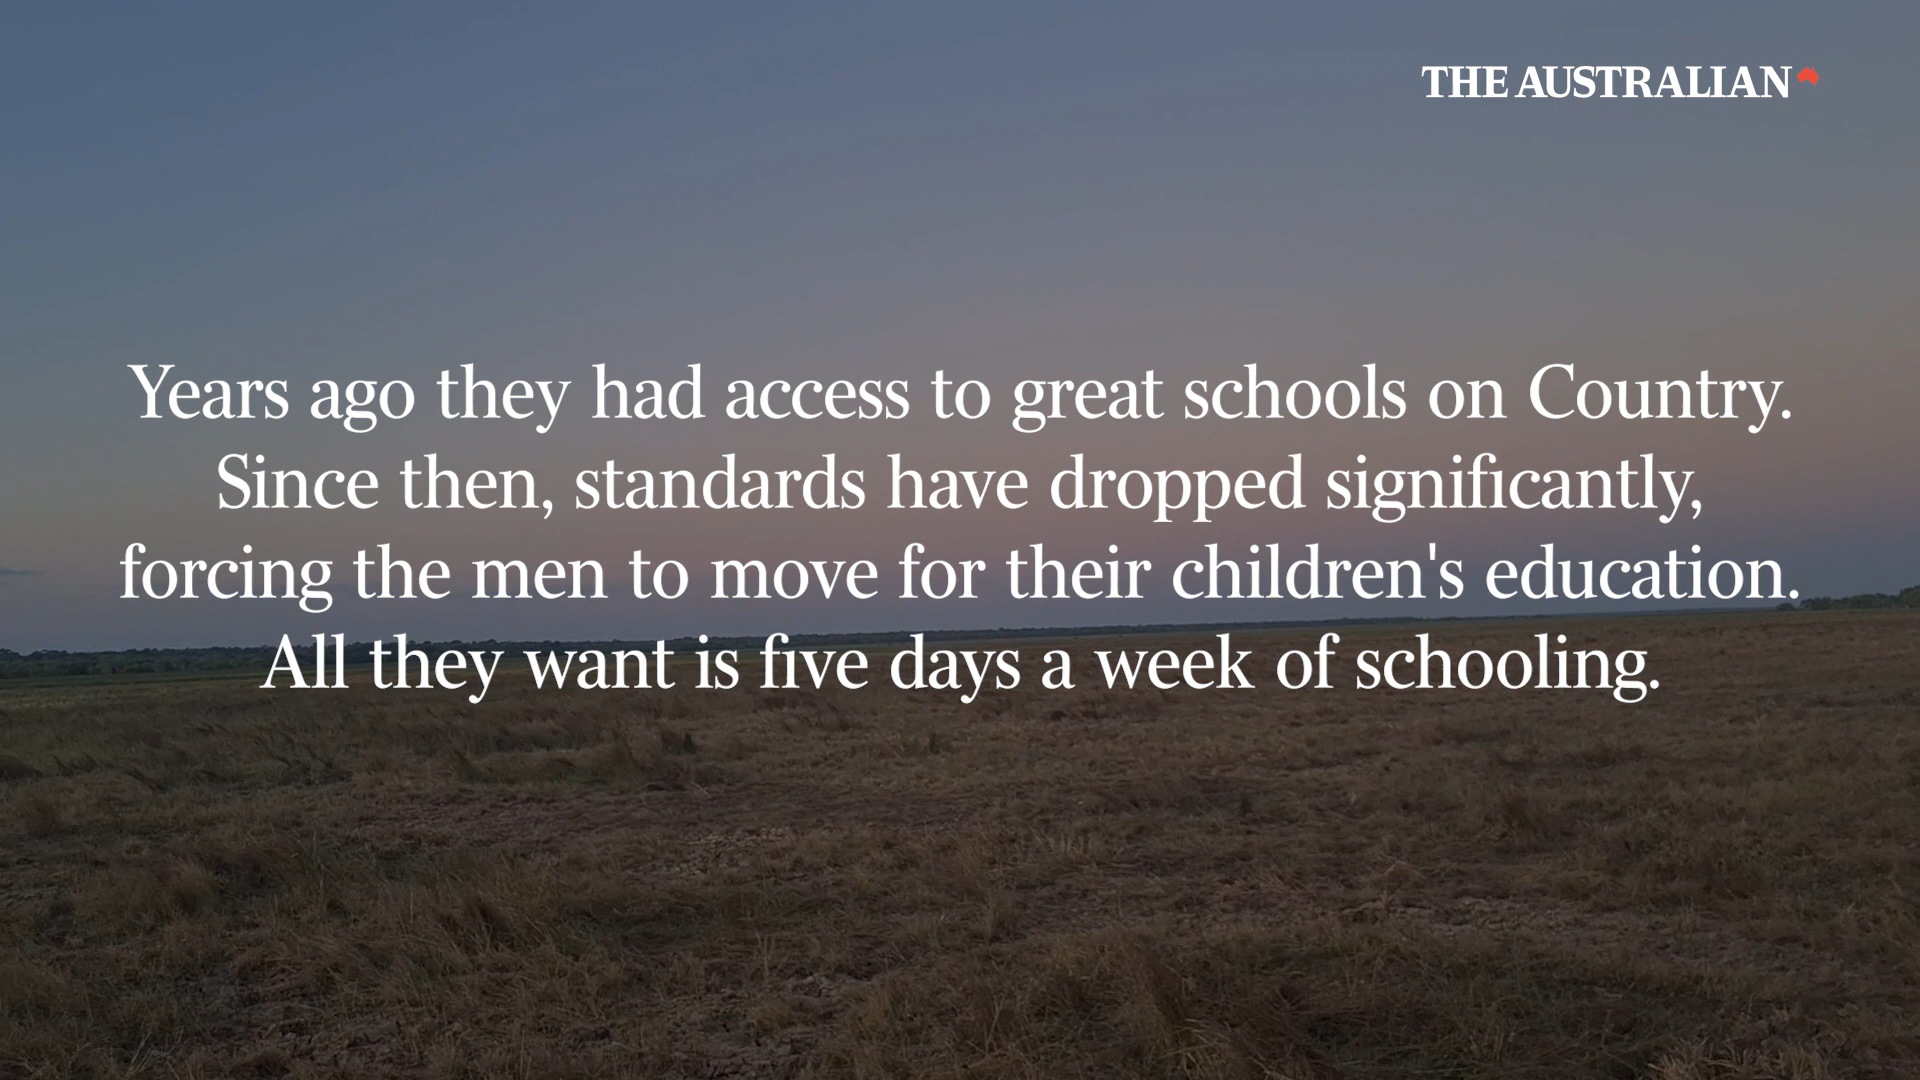 THE AUSTRALIAN
Years ago they had access to great schools on Country.
Since then, standards have dropped significantly,
forcing the men to move for their children's education.
All they want is five days a week of schooling.